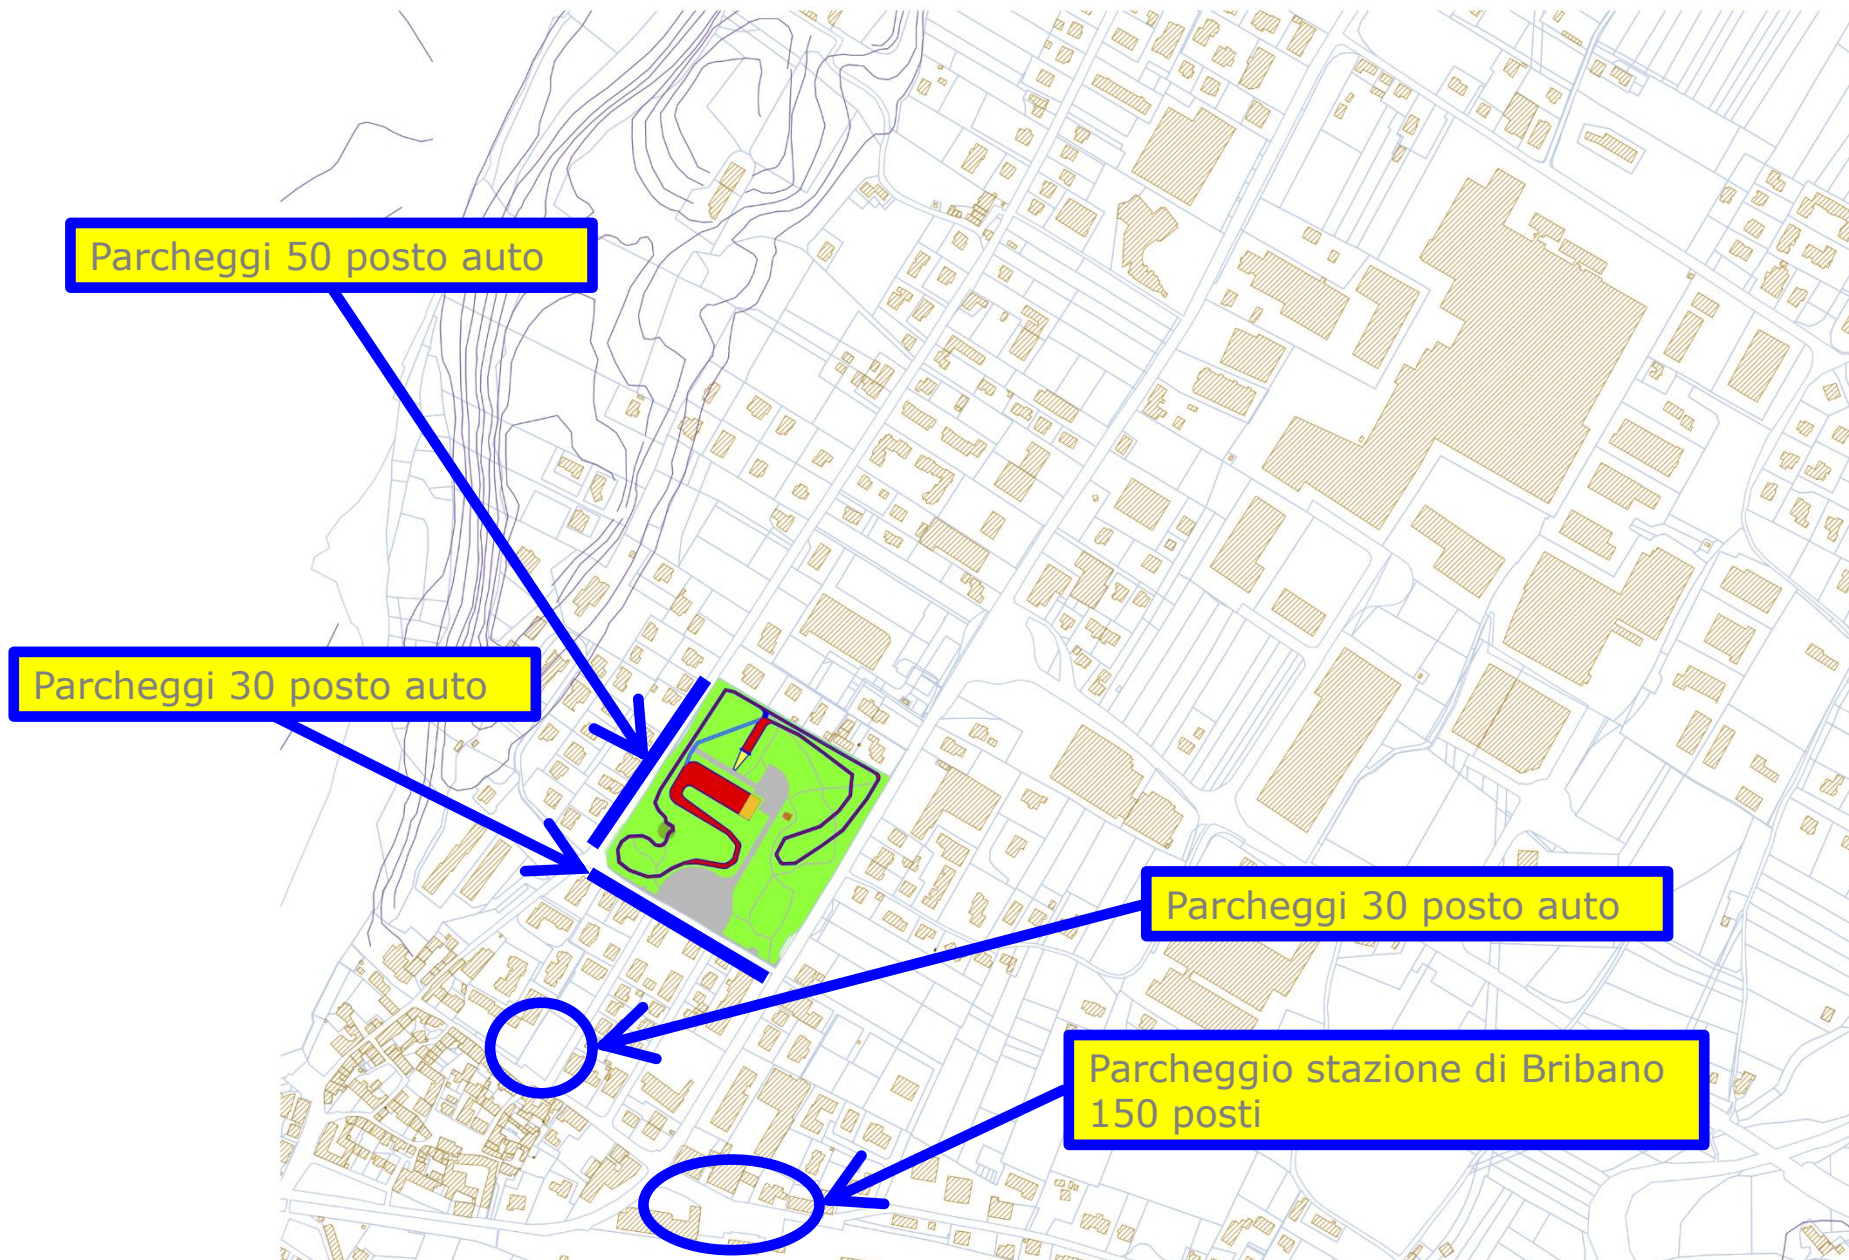 Parcheggi 50 posto auto
Parcheggi 30 posto auto
Parcheggi 30 posto auto
Parcheggio stazione di Bribano
150 posti